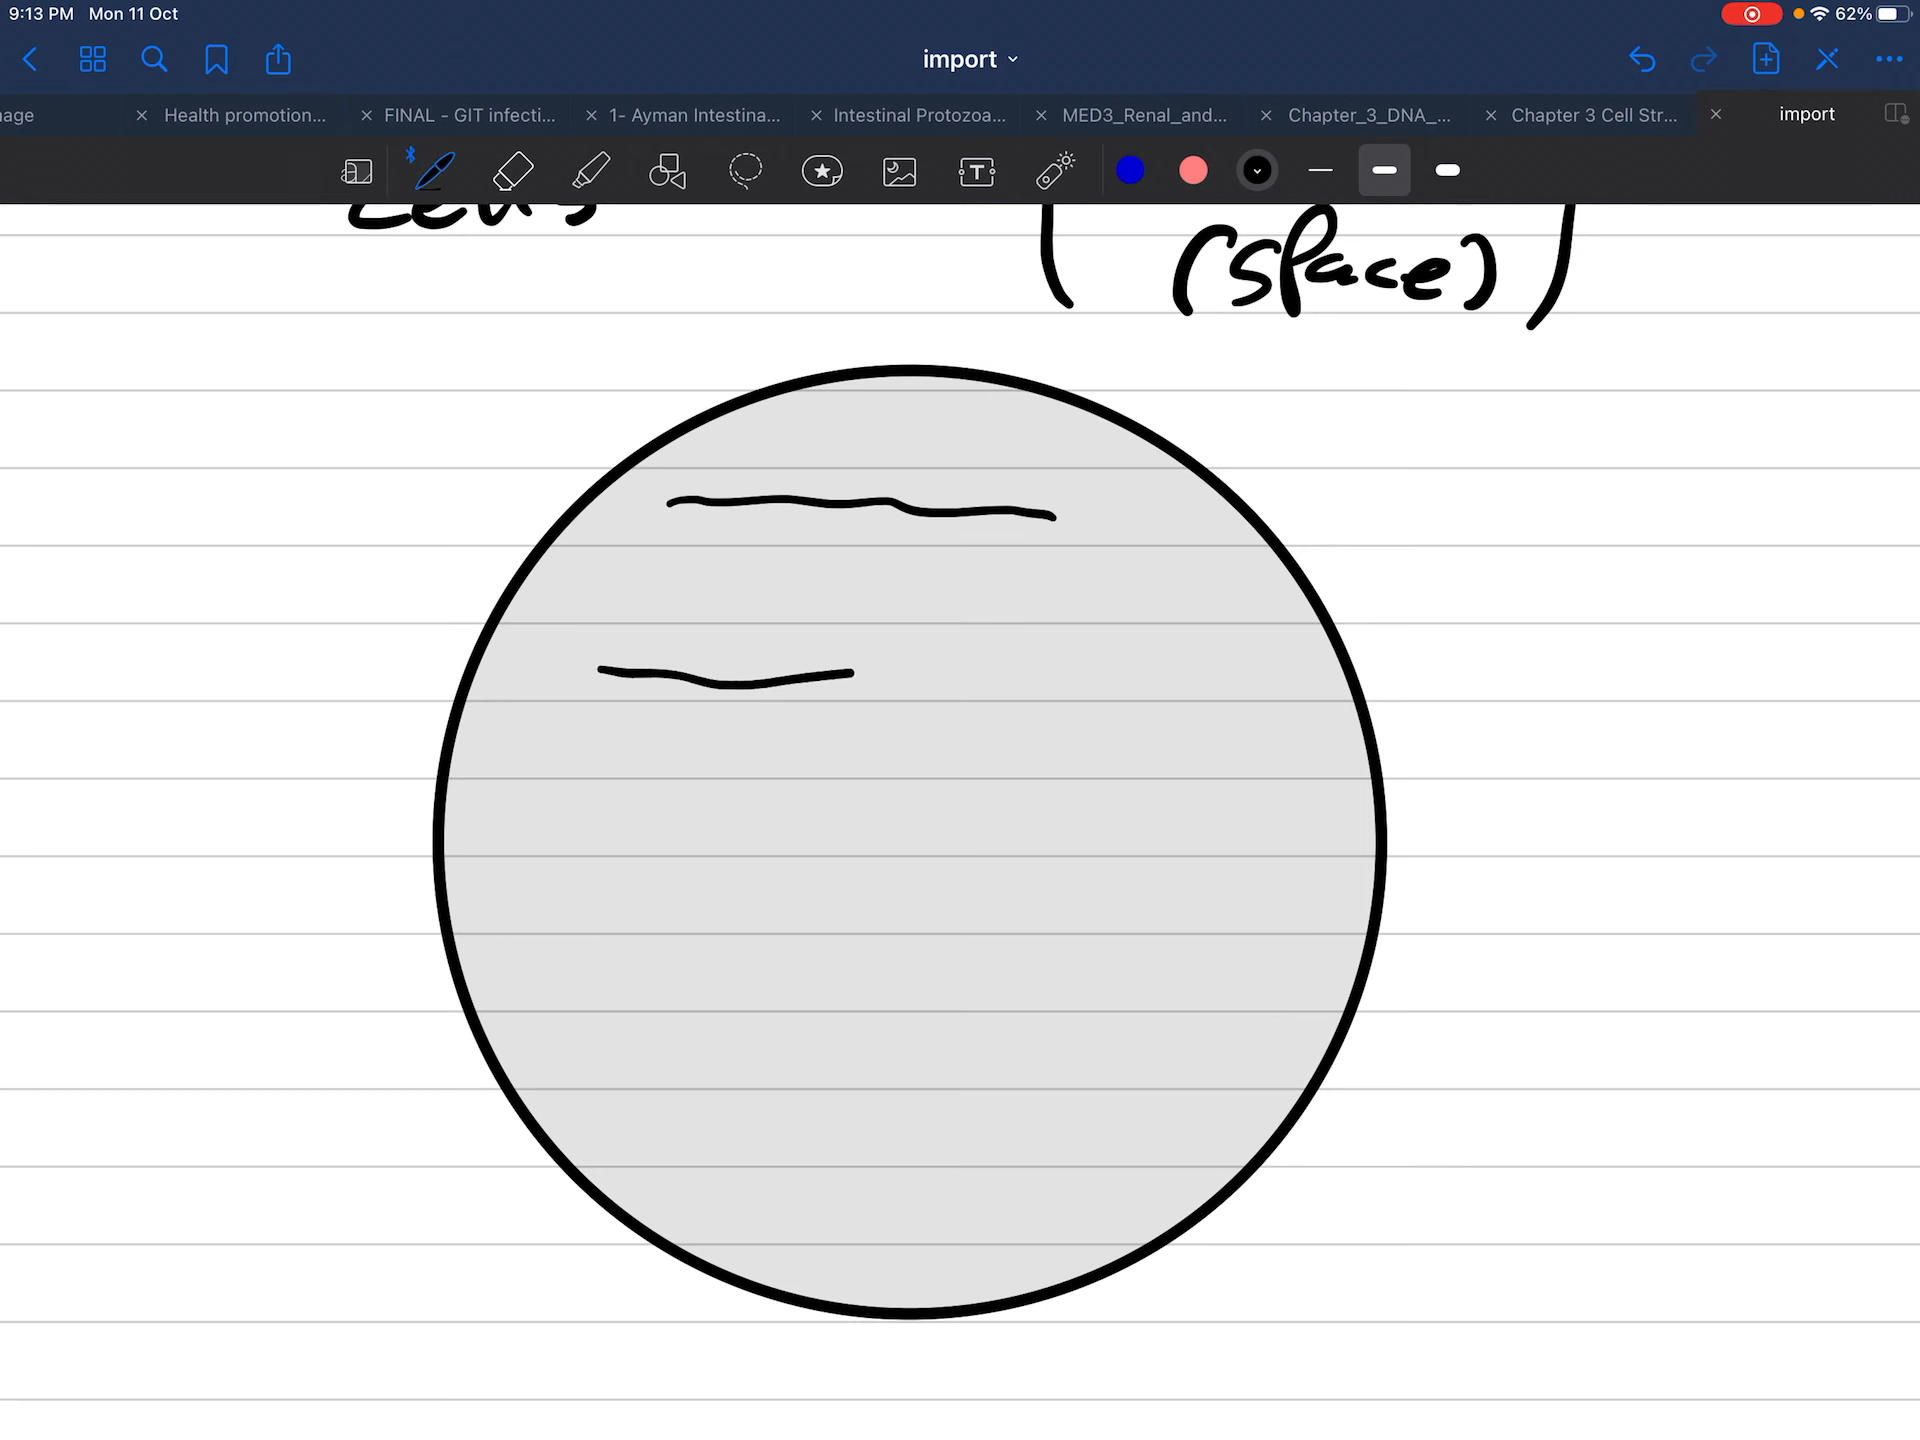 9:13 PM Mon 11 Oct 62%
import
nage Health promotion... FINAL - GIT infecti... 1- Ayman Intestina... Intestinal Protozoa... MED3_Renal_and... Chapter_3_DNA_... Chapter 3 Cell Str... import
(space)